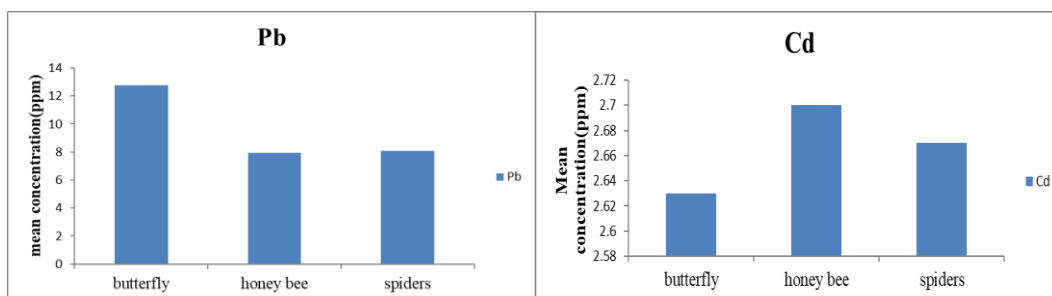 Pb
mean concentration(ppm)
14
12
10
8
6
4
2
0
butterfly honey bee spiders
Pb
Cd
Mean
concentration(ppm)
2.72
2.7
2.68
2.66
2.64
2.62
2.6
2.58
butterfly honey bee spiders
Cd